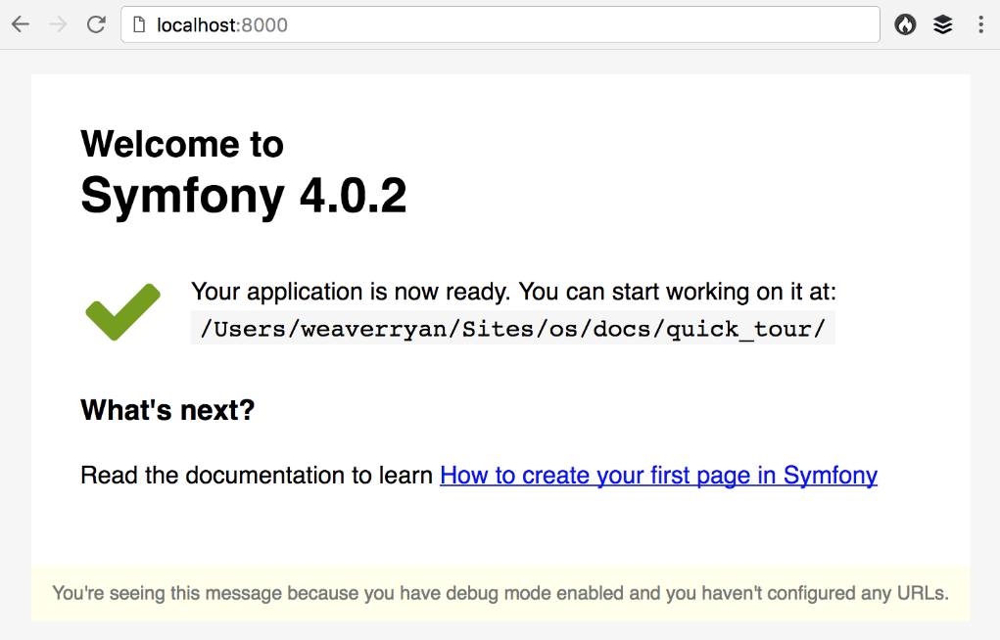 localhost:8000
Welcome to
Symfony 4.0.2
Your application is now ready. You can start working on it at:
/Users/weaverryan/Sites/os/docs/quick_tour/
What's next?
Read the documentation to learn How to create your first page in Symfony
You're seeing this message because you have debug mode enabled and you haven't configured any URLs.